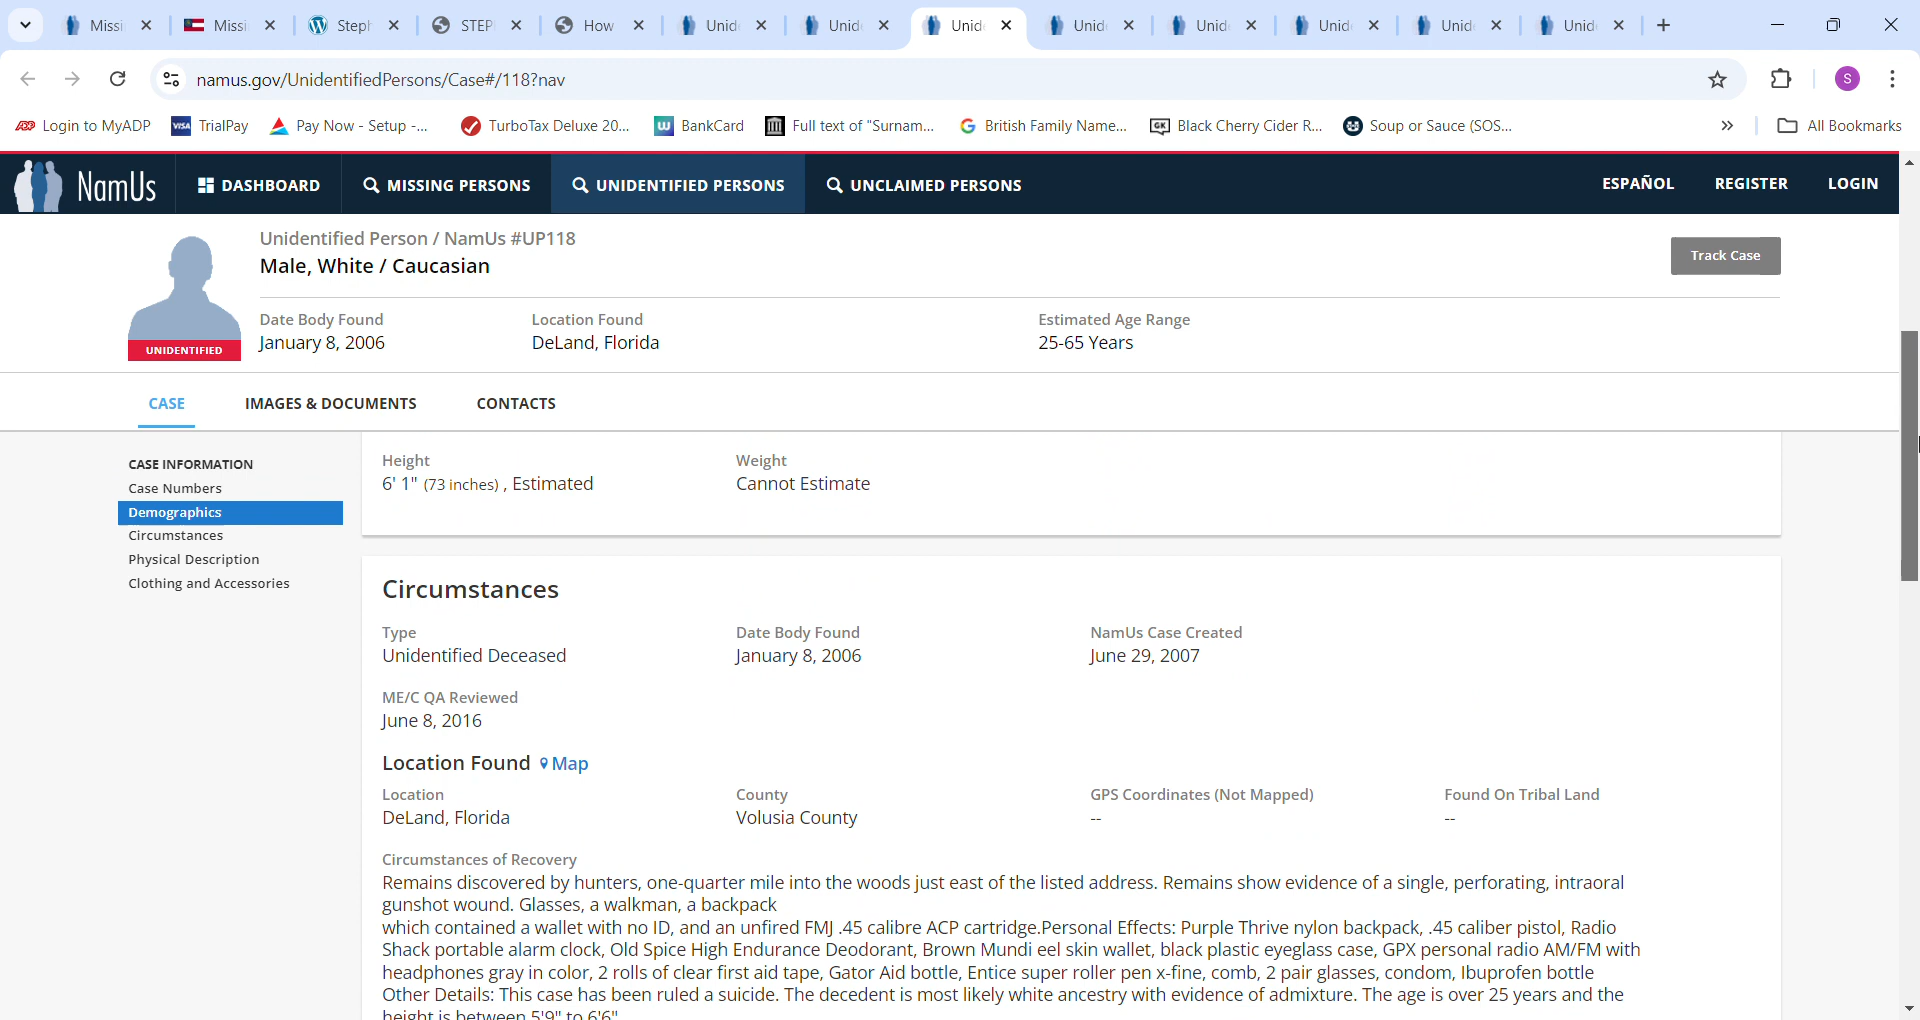 Missi
Missi
Steph
STEP
How
Unid
Unid
Unid
Unid
Unid
Unid
Unid
Unid
namus.gov/UnidentifiedPersons/Case#/118?nav
S
ADP Login to MyADP
VISA TrialPay
Pay Now - Setup -...
TurboTax Deluxe 20...
W BankCard
Full text of "Surnam...
G British Family Name...
GK Black Cherry Cider R...
Soup or Sauce (SOS...
»
All Bookmarks
NamUs
DASHBOARD
MISSING PERSONS
UNIDENTIFIED PERSONS
UNCLAIMED PERSONS
ESPAÑOL
REGISTER
LOGIN
UNIDENTIFIED
Unidentified Person / NamUs #UP118
Male, White / Caucasian
Track Case
Date Body Found
January 8, 2006
Location Found
DeLand, Florida
Estimated Age Range
25-65 Years
CASE
IMAGES & DOCUMENTS
CONTACTS
CASE INFORMATION
Case Numbers
Demographics
Circumstances
Physical Description
Clothing and Accessories
Height
6' 1" (73 inches) , Estimated
Weight
Cannot Estimate
Circumstances
Type
Unidentified Deceased
Date Body Found
January 8, 2006
NamUs Case Created
June 29, 2007
ME/C QA Reviewed
June 8, 2016
Location Found Map
Location
DeLand, Florida
County
Volusia County
GPS Coordinates (Not Mapped)
--
Found On Tribal Land
--
Circumstances of Recovery
Remains discovered by hunters, one-quarter mile into the woods just east of the listed address. Remains show evidence of a single, perforating, intraoral
gunshot wound. Glasses, a walkman, a backpack
which contained a wallet with no ID, and an unfired FMJ .45 calibre ACP cartridge.Personal Effects: Purple Thrive nylon backpack, .45 caliber pistol, Radio
Shack portable alarm clock, Old Spice High Endurance Deodorant, Brown Mundi eel skin wallet, black plastic eyeglass case, GPX personal radio AM/FM with
headphones gray in color, 2 rolls of clear first aid tape, Gator Aid bottle, Entice super roller pen x-fine, comb, 2 pair glasses, condom, Ibuprofen bottle
Other Details: This case has been ruled a suicide. The decedent is most likely white ancestry with evidence of admixture. The age is over 25 years and the
height is between 5'9" to 6'6"